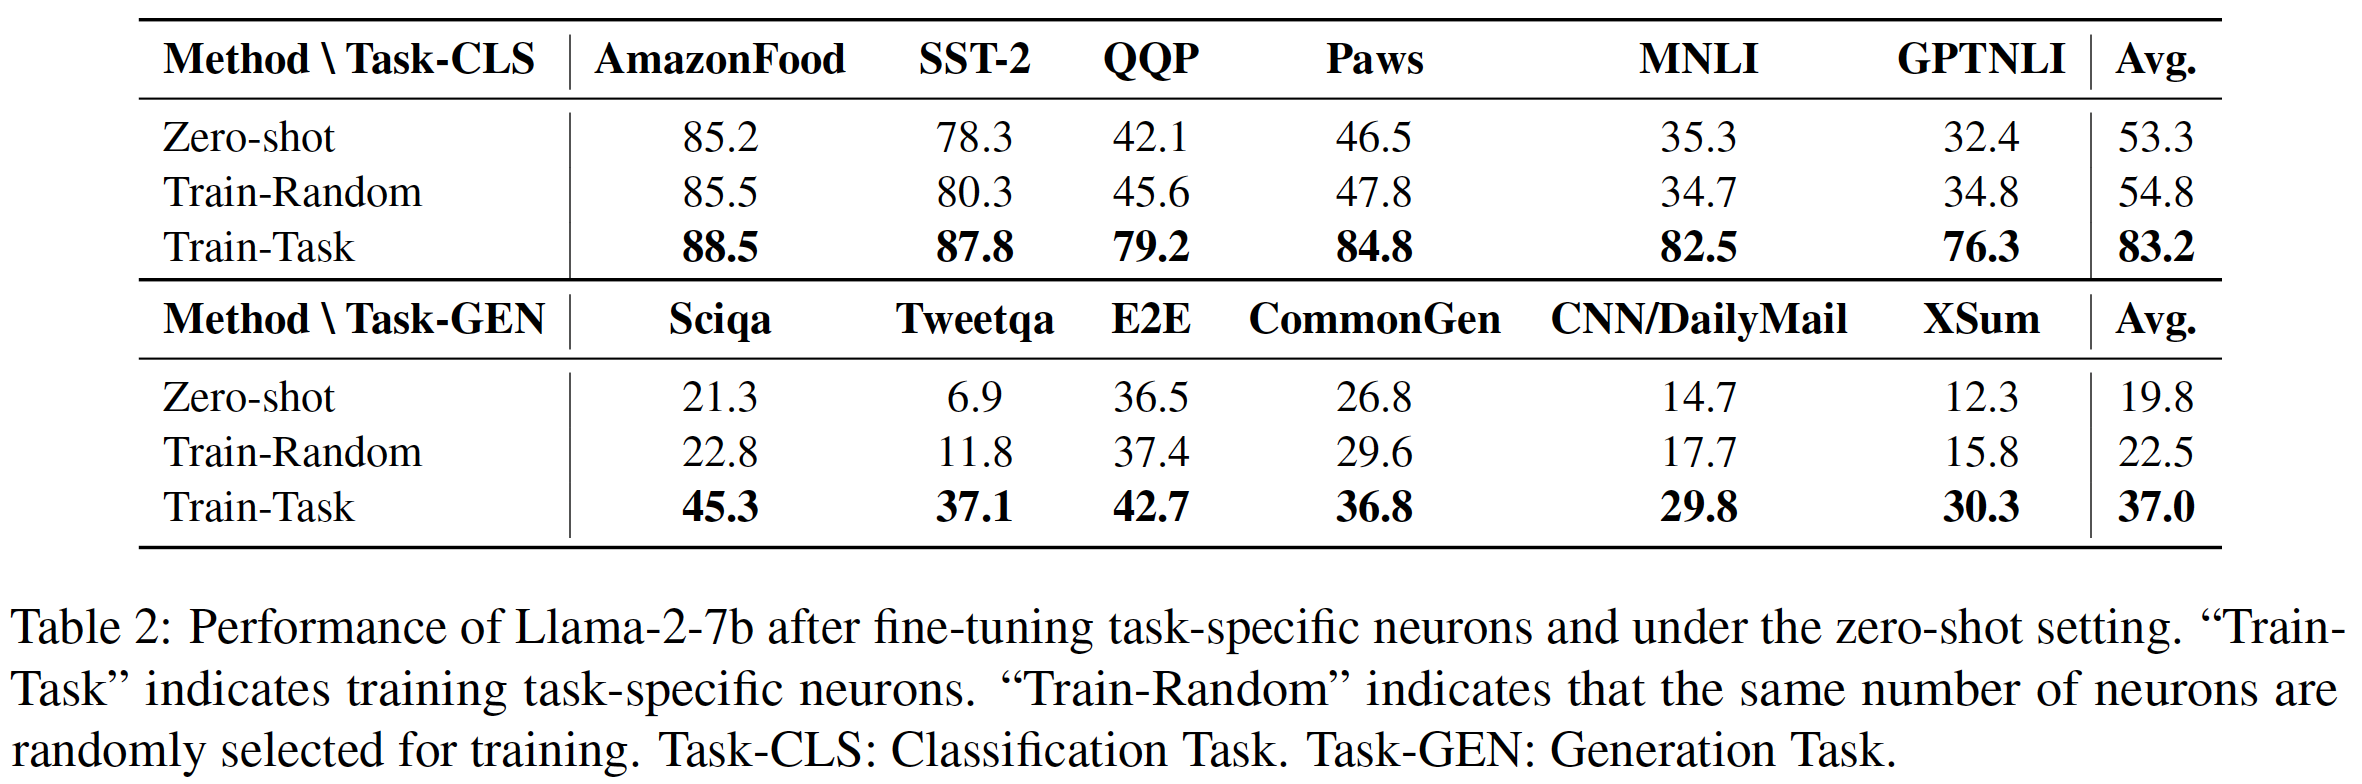 Method \ Task-CLS AmazonFood SST-2 QQP Paws MNLI GPTNLI Avg.
Zero-shot 85.2 78.3 42.1 46.5 35.3 32.4 53.3
Train-Random 85.5 80.3 45.6 47.8 34.7 34.8 54.8
Train-Task 88.5 87.8 79.2 84.8 82.5 76.3 83.2
Method \ Task-GEN Sciqa Tweetqa E2E CommonGen CNN/DailyMail XSum Avg.
Zero-shot 21.3 6.9 36.5 26.8 14.7 12.3 19.8
Train-Random 22.8 11.8 37.4 29.6 17.7 15.8 22.5
Train-Task 45.3 37.1 42.7 36.8 29.8 30.3 37.0
Table 2: Performance of Llama-2-7b after fine-tuning task-specific neurons and under the zero-shot setting. “Train-
Task” indicates training task-specific neurons. “Train-Random” indicates that the same number of neurons are
randomly selected for training. Task-CLS: Classification Task. Task-GEN: Generation Task.